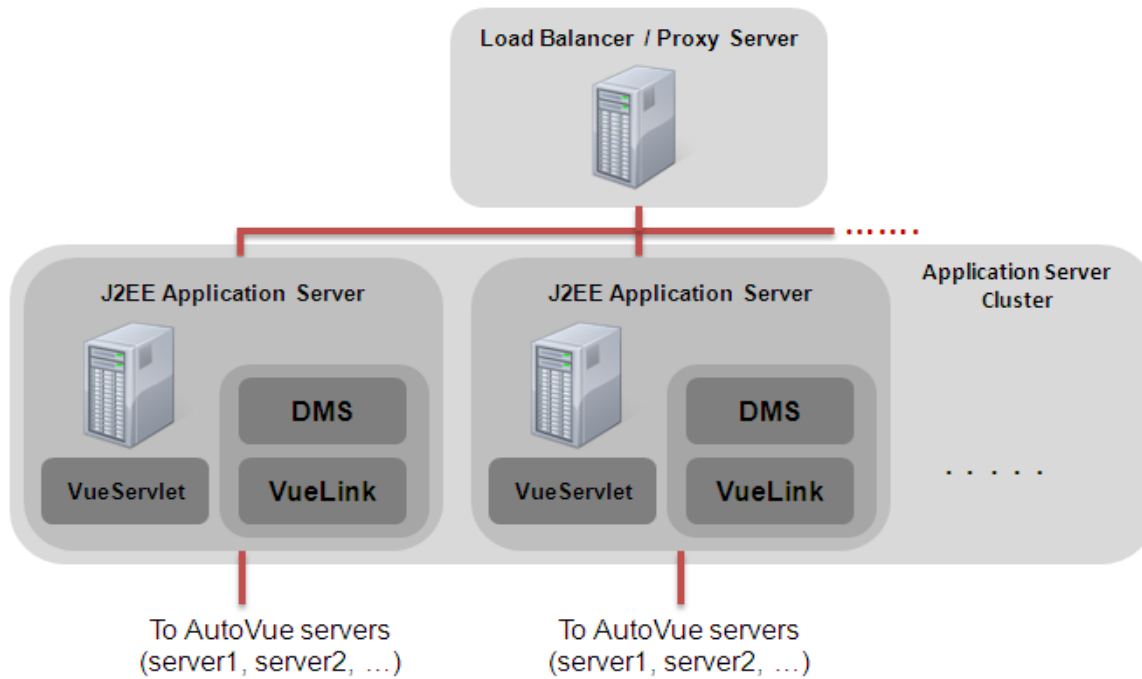 Load Balancer / Proxy Server
.......
Application Server
Cluster
J2EE Application Server
VueServlet
DMS
VueLink
J2EE Application Server
VueServlet
DMS
VueLink
. . . . .
To AutoVue servers
(server1, server2, ...)
To AutoVue servers
(server1, server2, ...)